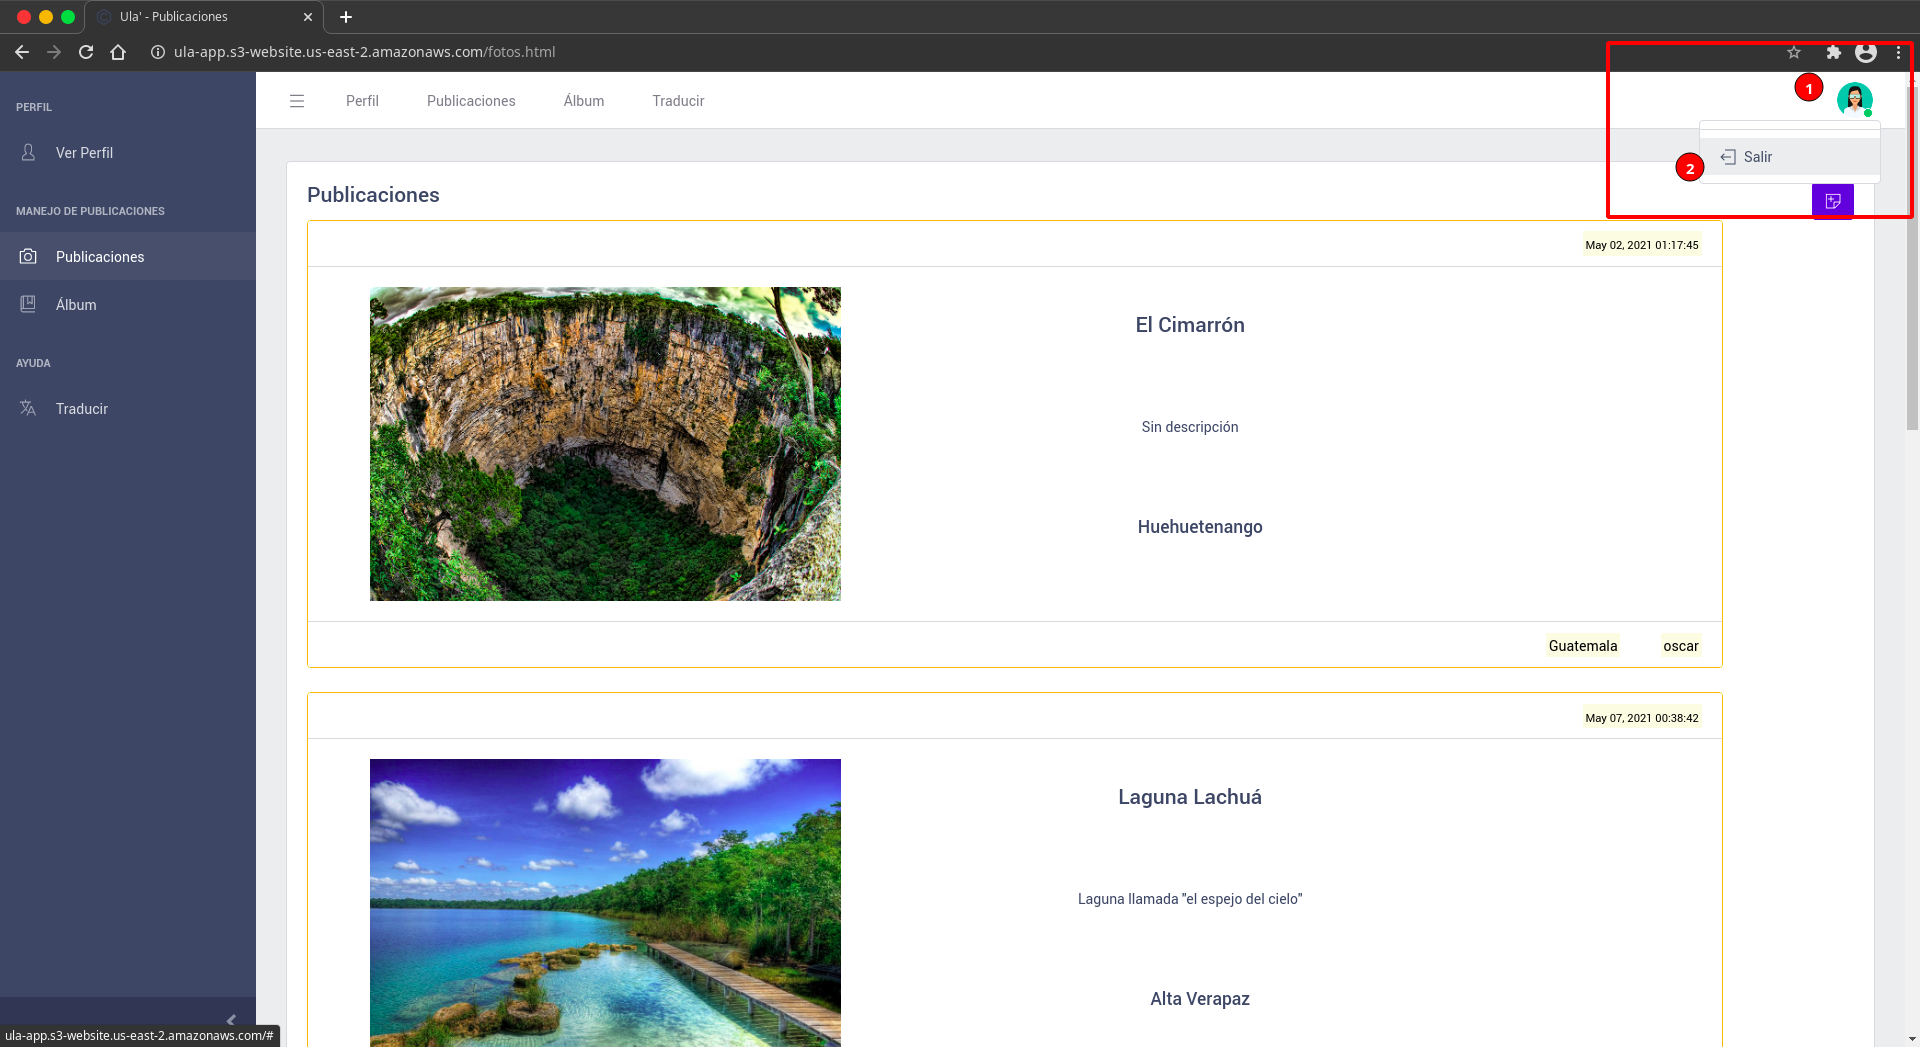 Ula' - Publicaciones
ula-app.s3-website.us-east-2.amazonaws.com/fotos.html
PERFIL
Ver Perfil
MANEJO DE PUBLICACIONES
Publicaciones
Álbum
AYUDA
Traducir
Perfil Publicaciones Álbum Traducir
1
2
Salir
Publicaciones
May 02, 2021 01:17:45
El Cimarrón
Sin descripción
Huehuetenango
Guatemala oscar
May 07, 2021 00:38:42
Laguna Lachuá
Laguna llamada "el espejo del cielo"
Alta Verapaz
ula-app.s3-website.us-east-2.amazonaws.com/#